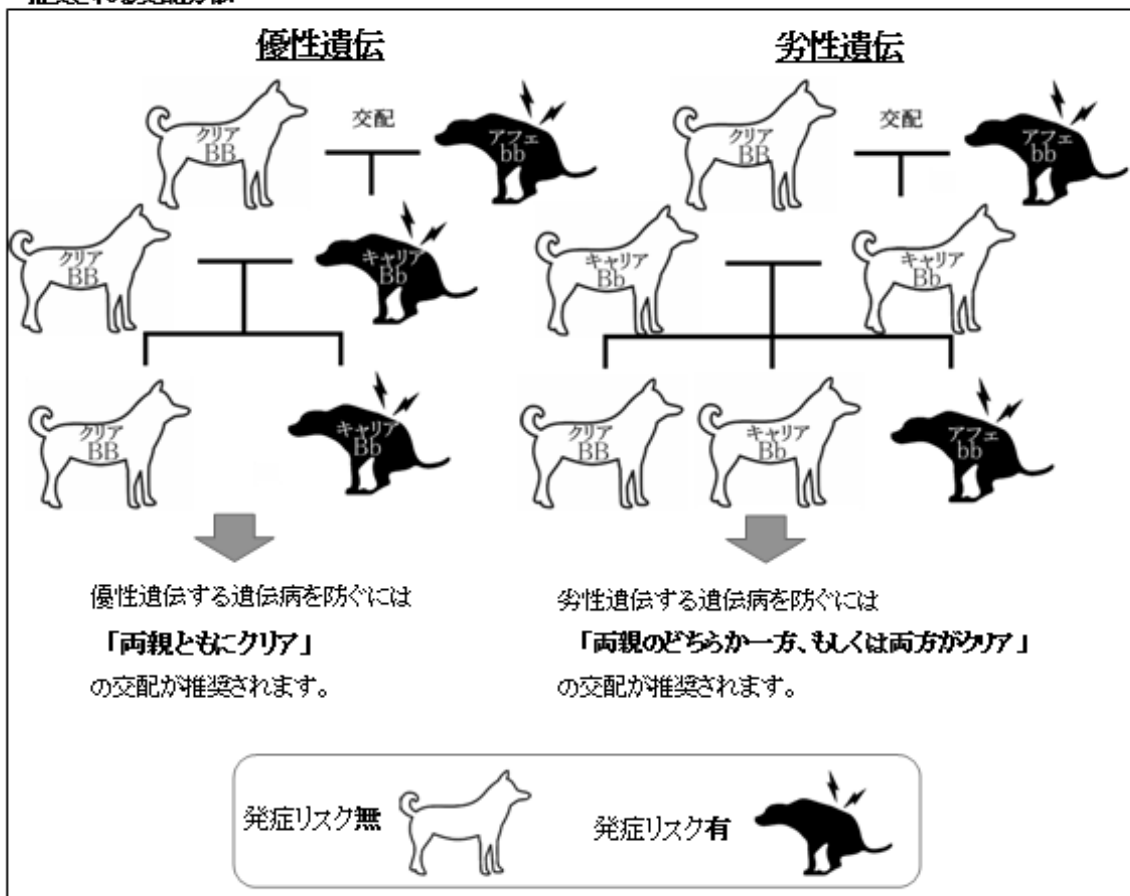 優性遺伝
劣性遺伝
クリア
BB
交配
アフェ
bb
クリア
BB
交配
アフェ
bb
クリア
BB
キャリア
Bb
キャリア
Bb
キャリア
Bb
クリア
BB
キャリア
Bb
クリア
BB
キャリア
Bb
アフェ
bb
優性遺伝する遺伝病を防ぐには
「両親ともにクリア」
の交配が推奨されます。
劣性遺伝する遺伝病を防ぐには
「両親のどちらか一方、もしくは両方がクリア」
の交配が推奨されます。
発症リスク無
発症リスク有